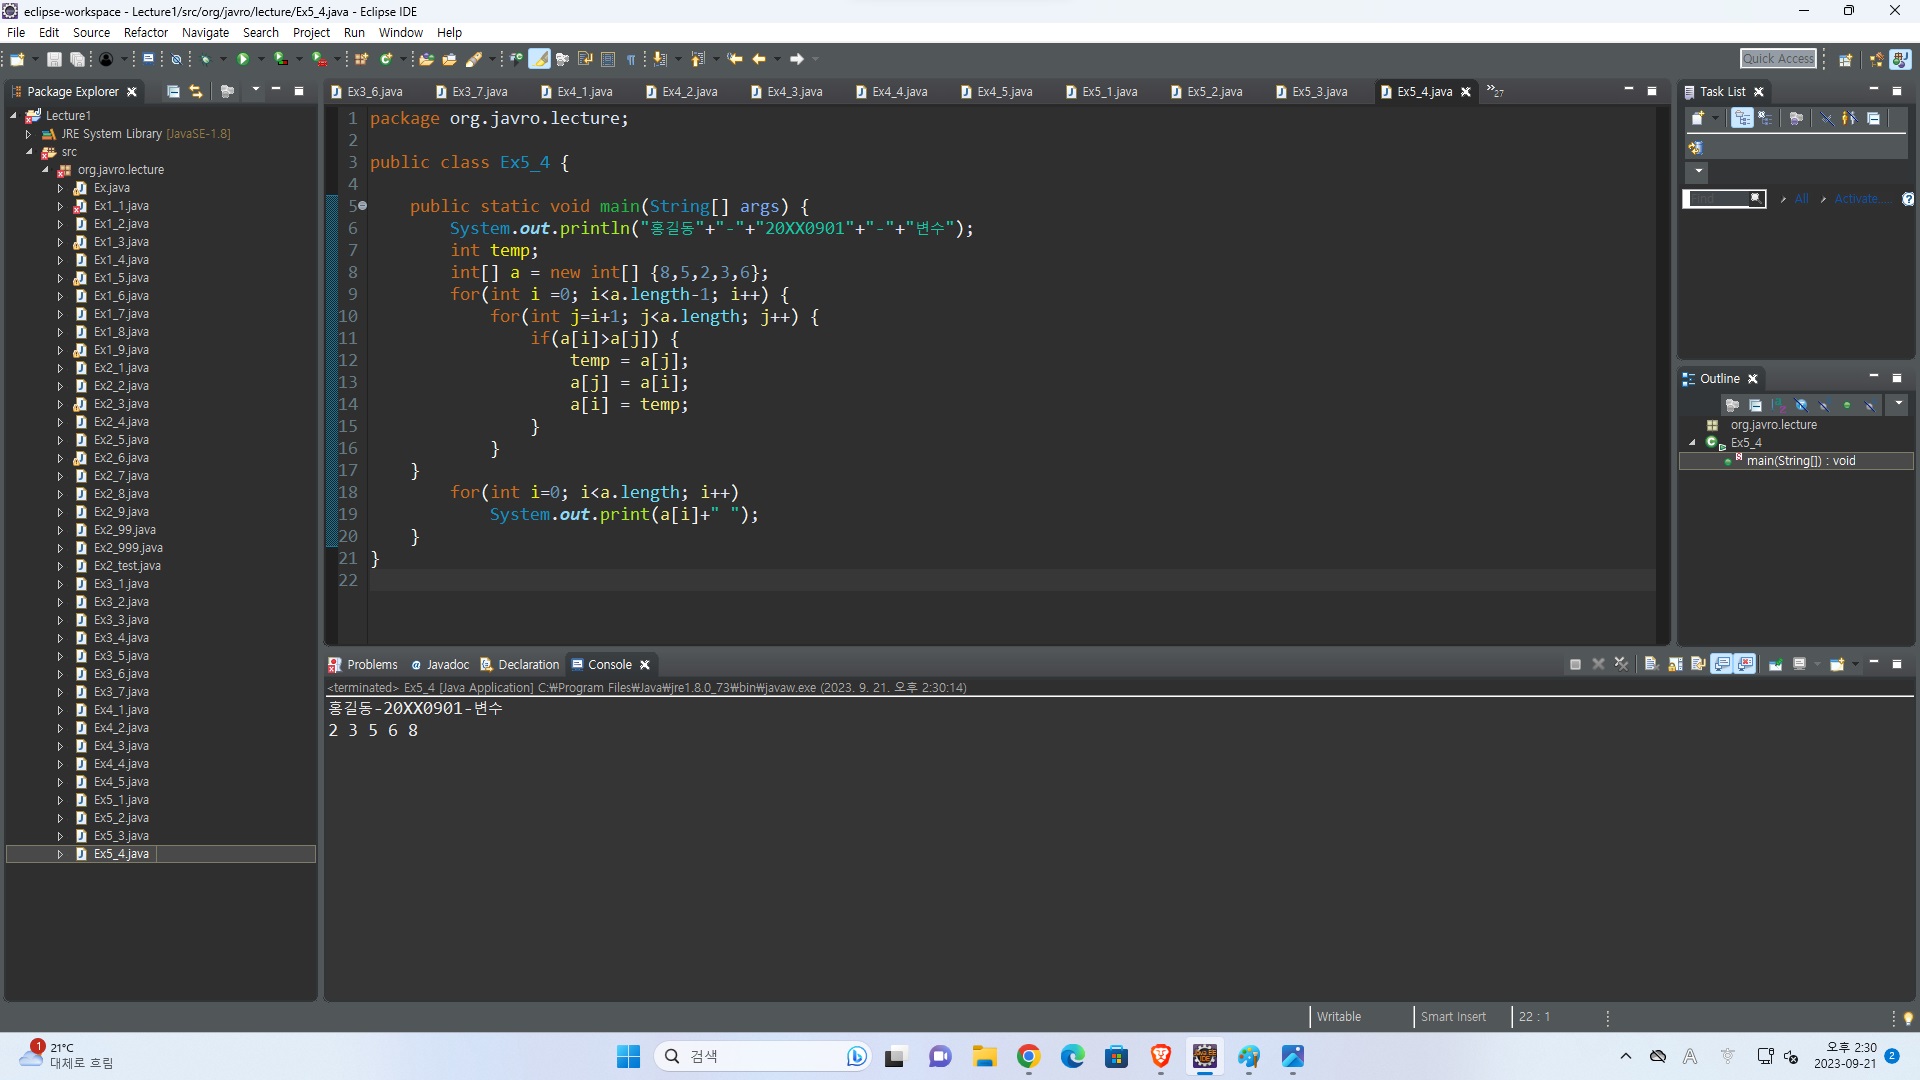 eclipse-workspace - Lecture1/src/org/javro/lecture/Ex5_4.java - Eclipse IDE
File Edit Source Refactor Navigate Search Project Run Window Help
Quick Access
Package Explorer
Lecture1
JRE System Library [JavaSE-1.8]
src
org.javro.lecture
Ex.java
Ex1_1.java
Ex1_2.java
Ex1_3.java
Ex1_4.java
Ex1_5.java
Ex1_6.java
Ex1_7.java
Ex1_8.java
Ex1_9.java
Ex2_1.java
Ex2_2.java
Ex2_3.java
Ex2_4.java
Ex2_5.java
Ex2_6.java
Ex2_7.java
Ex2_8.java
Ex2_9.java
Ex2_99.java
Ex2_999.java
Ex2_test.java
Ex3_1.java
Ex3_2.java
Ex3_3.java
Ex3_4.java
Ex3_5.java
Ex3_6.java
Ex3_7.java
Ex4_1.java
Ex4_2.java
Ex4_3.java
Ex4_4.java
Ex4_5.java
Ex5_1.java
Ex5_2.java
Ex5_3.java
Ex5_4.java
Ex3_6.java Ex3_7.java Ex4_1.java Ex4_2.java Ex4_3.java Ex4_4.java Ex4_5.java Ex5_1.java Ex5_2.java Ex5_3.java Ex5_4.java »27
1 package org.javro.lecture;
2
3 public class Ex5_4 {
4
5 public static void main(String[] args) {
6 System.out.println("홍길동"+"-"+"20XX0901"+"-"+"변수");
7 int temp;
8 int[] a = new int[] {8,5,2,3,6};
9 for(int i =0; i<a.length-1; i++) {
10 for(int j=i+1; j<a.length; j++) {
11 if(a[i]>a[j]) {
12 temp = a[j];
13 a[j] = a[i];
14 a[i] = temp;
15 }
16 }
17 }
18 for(int i=0; i<a.length; i++)
19 System.out.print(a[i]+" ");
20 }
21 }
22
Task List
Find All Activate...
Outline
org.javro.lecture
Ex5_4
main(String[]) : void
Problems Javadoc Declaration Console
<terminated> Ex5_4 [Java Application] C:₩Program Files₩Java₩jre1.8.0_73₩bin₩javaw.exe (2023. 9. 21. 오후 2:30:14)
홍길동-20XX0901-변수
2 3 5 6 8
Writable Smart Insert 22 : 1
1
21°C
대체로 흐림
검색
오후 2:30
2023-09-21
2